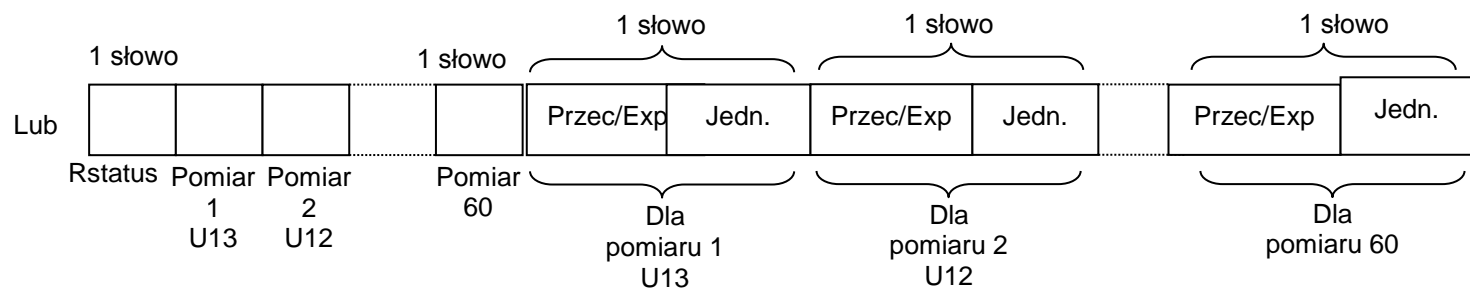 1 słowo 1 słowo 1 słowo 1 słowo 1 słowo
Lub Przec/Exp Jedn. Przec/Exp Jedn. Przec/Exp Jedn.
Rstatus Pomiar 1 U13 Pomiar 2 U12 Pomiar 60
Dla pomiaru 1 U13
Dla pomiaru 2 U12
Dla pomiaru 60